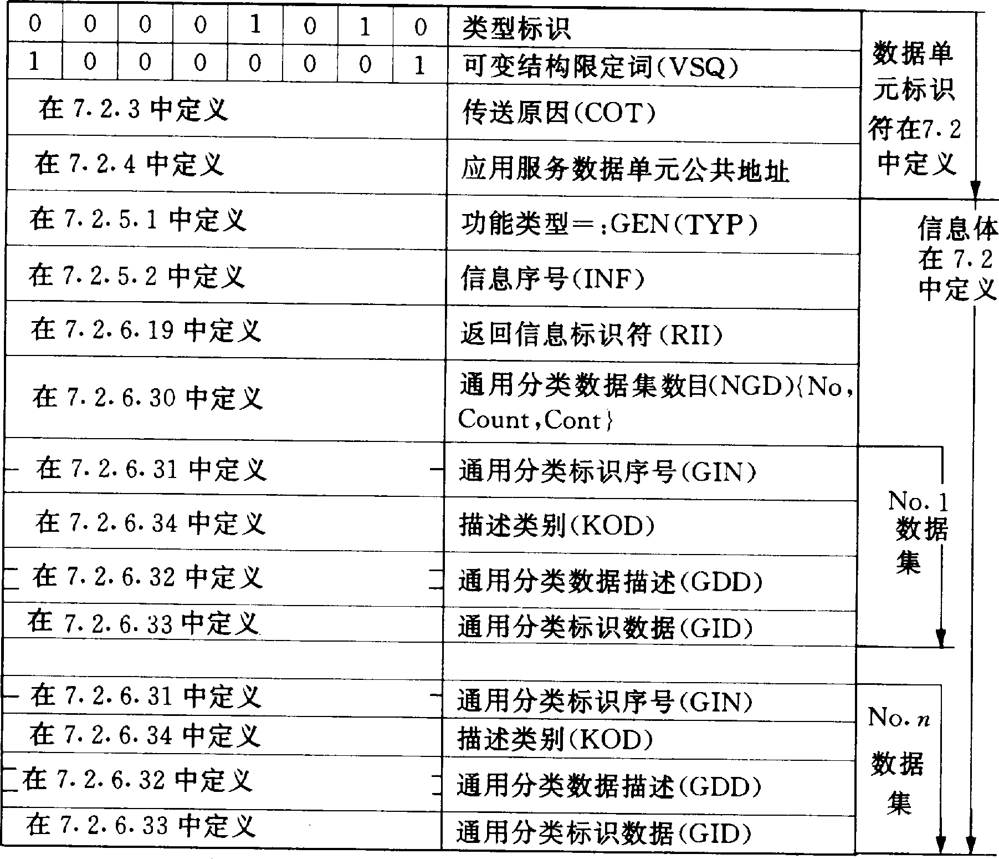 0 0 0 0 1 0 1 0 类型标识
1 0 0 0 0 0 0 1 可变结构限定词(VSQ)
在 7.2.3 中定义 传送原因(COT)
在 7.2.4 中定义 应用服务数据单元公共地址
数据单
元标识
符在7.2
中定义
在 7.2.5.1 中定义 功能类型=:GEN(TYP)
在 7.2.5.2 中定义 信息序号(INF)
信息体
在 7.2
中定义
在 7.2.6.19 中定义 返回信息标识符(RII)
在 7.2.6.30 中定义 通用分类数据集数目(NGD){No,
Count,Cont}
在 7.2.6.31 中定义 通用分类标识序号(GIN)
在 7.2.6.34 中定义 描述类别(KOD)
在 7.2.6.32 中定义 通用分类数据描述(GDD)
在 7.2.6.33 中定义 通用分类标识数据(GID)
No.1
数据
集
在 7.2.6.31 中定义 通用分类标识序号(GIN)
在 7.2.6.34 中定义 描述类别(KOD)
在 7.2.6.32 中定义 通用分类数据描述(GDD)
在 7.2.6.33 中定义 通用分类标识数据(GID)
No.n
数据
集